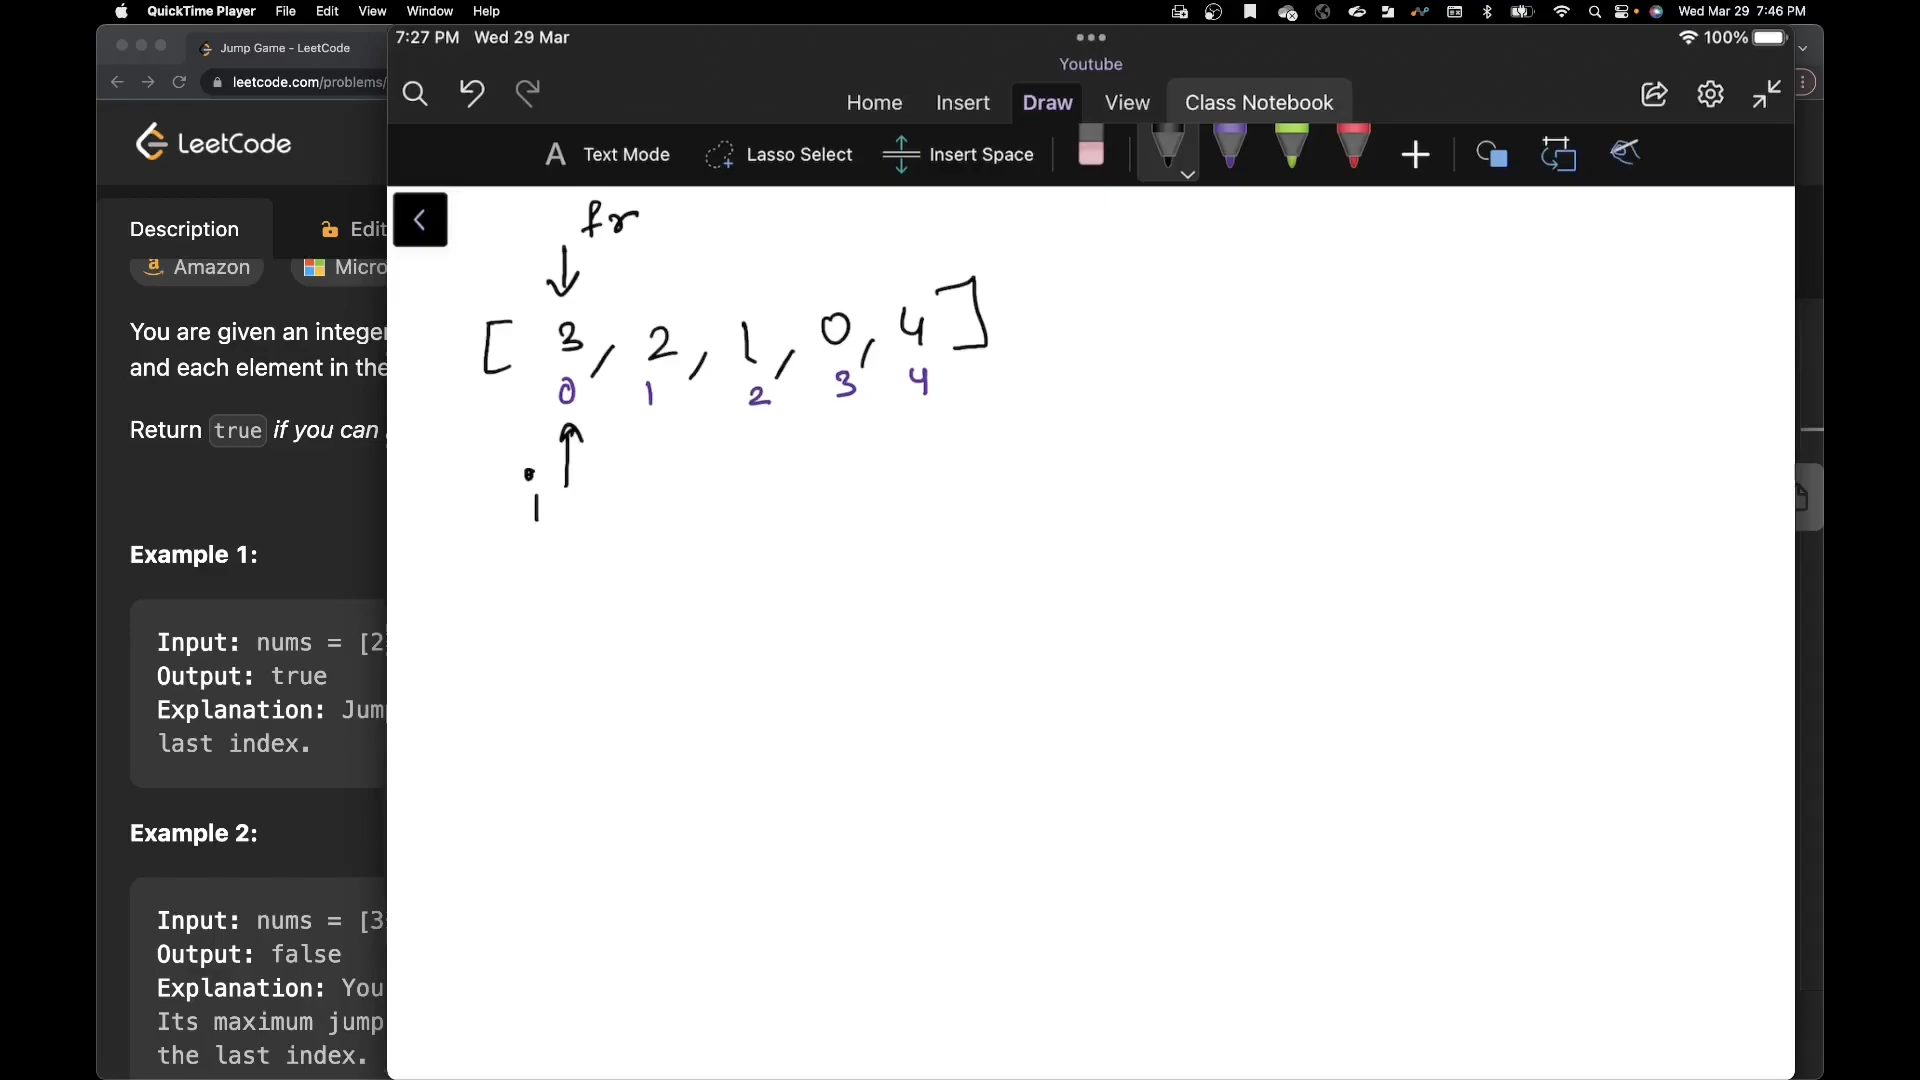 QuickTime Player File Edit View Window Help Wed Mar 29 7:46 PM
Jump Game - LeetCode
leetcode.com/problems/
LeetCode
Description Edit
Amazon Micro
You are given an integer
and each element in the
Return true if you can
Example 1:
Input: nums = [2
Output: true
Explanation: Jum
last index.
Example 2:
Input: nums = [3
Output: false
Explanation: You
Its maximum jump
the last index.
7:27 PM Wed 29 Mar 100%
Youtube
Home Insert Draw View Class Notebook
A Text Mode Lasso Select Insert Space
fr
[ 3, 2, 1, 0, 4 ]
0 1 2 3 4
i